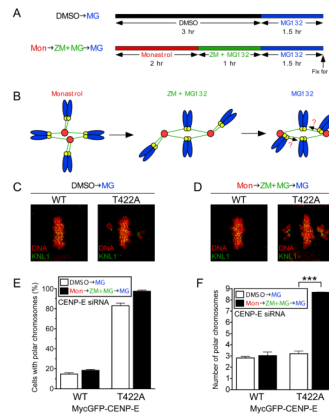 A
DMSO→MG
DMSO
MG132
3 hr
1.5 hr
Mon→ZM+MG→MG
Monastrol
ZM + MG132
MG132
2 hr
1 hr
1.5 hr
Fix for
B
Monastrol
ZM + MG132
MG132
?
?
C
DMSO→MG
WT
T422A
DNA
KNL1
DNA
KNL1
D
Mon→ZM+MG→MG
WT
T422A
DNA
KNL1
DNA
KNL1
E
Cells with polar chromosomes (%)
100
80
60
40
20
0
DMSO→MG
Mon→ZM+MG→MG
CENP-E siRNA
WT
T422A
MycGFP-CENP-E
F
Number of polar chromosomes
9
8
7
6
5
4
3
2
1
0
DMSO→MG
Mon→ZM+MG→MG
CENP-E siRNA
***
WT
T422A
MycGFP-CENP-E